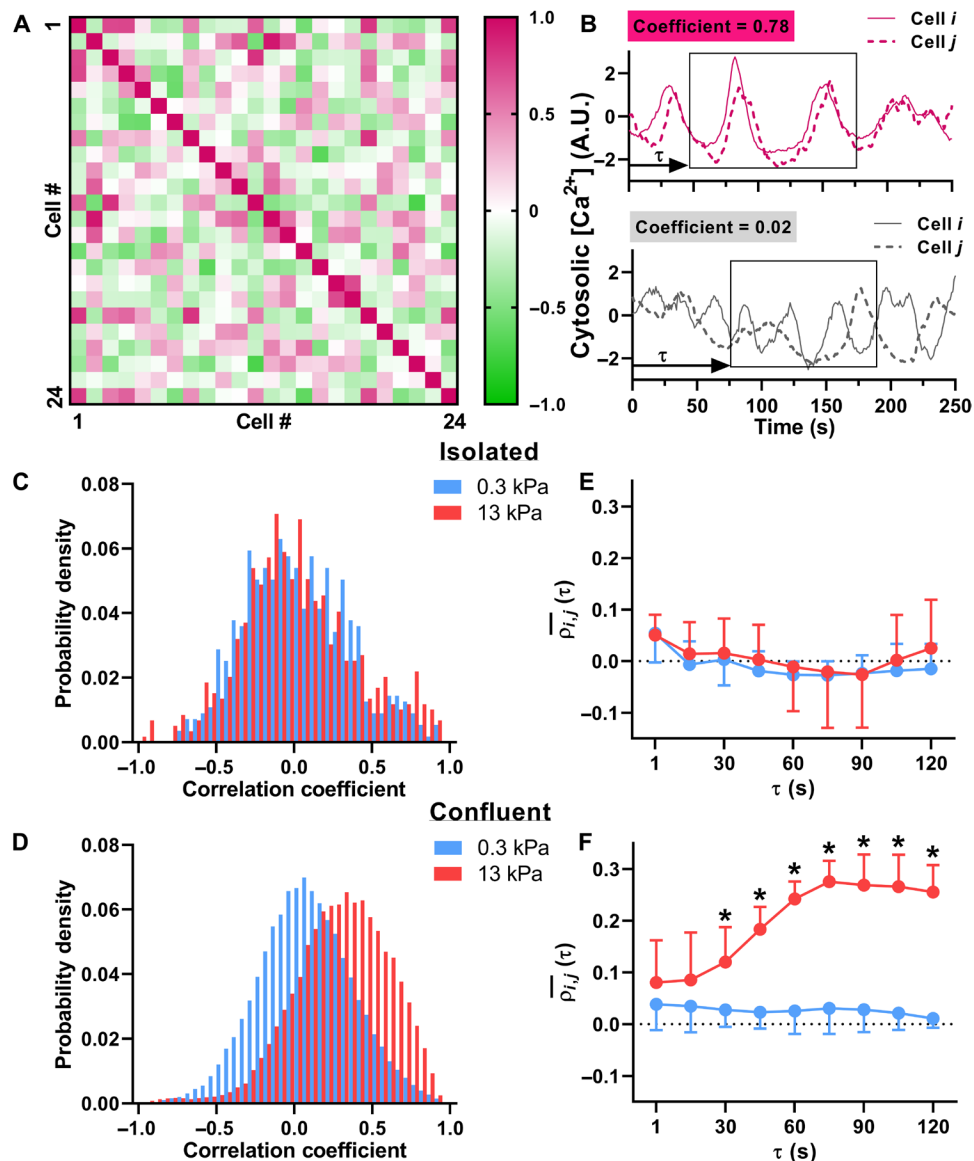 A
1
24
Cell #
1
24
Cell #
1.0
0.5
0
−0.5
−1.0
B
Coefficient = 0.78
Cell i
Cell j
2
0
−2
τ
Coefficient = 0.02
Cell i
Cell j
2
0
−2
τ
Cytosolic [Ca²⁺] (A.U.)
0 50 100 150 200 250
Time (s)
Isolated
C
0.3 kPa
13 kPa
Probability density
0.08
0.06
0.04
0.02
0.00
−1.0 −0.5 0.0 0.5 1.0
Correlation coefficient
E
0.3
0.2
0.1
0.0
−0.1
ρi,j (τ)
1 30 60 90 120
τ (s)
Confluent
D
0.3 kPa
13 kPa
Probability density
0.08
0.06
0.04
0.02
0.00
−1.0 −0.5 0.0 0.5 1.0
Correlation coefficient
F
0.3
0.2
0.1
0.0
−0.1
ρi,j (τ)
* * * * * * *
1 30 60 90 120
τ (s)